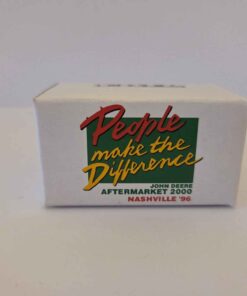 People
make the
Difference
JOHN DEERE
AFTERMARKET 2000
NASHVILLE '96